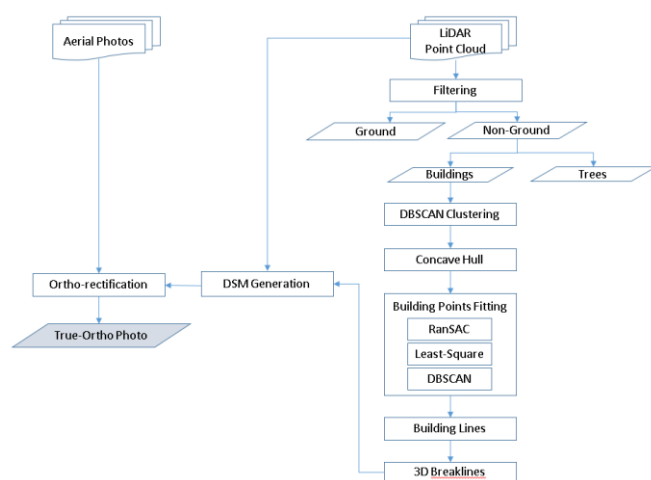 Aerial Photos
LiDAR
Point Cloud
Filtering
Ground
Non-Ground
Buildings
Trees
DBSCAN Clustering
Concave Hull
Ortho-rectification
DSM Generation
Building Points Fitting
RanSAC
True-Ortho Photo
Least-Square
DBSCAN
Building Lines
3D Breaklines